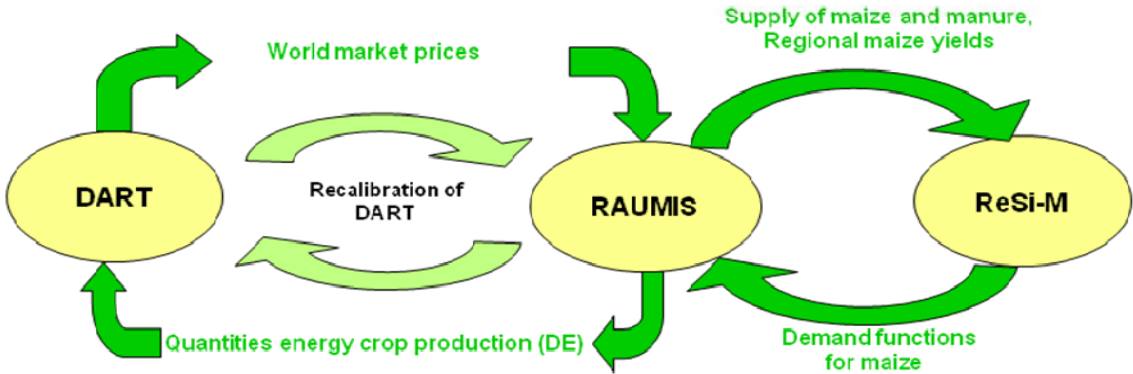 Supply of maize and manure,
Regional maize yields
World market prices
DART
Recalibration of
DART
RAUMIS
ReSi-M
Quantities energy crop production (DE)
Demand functions
for maize